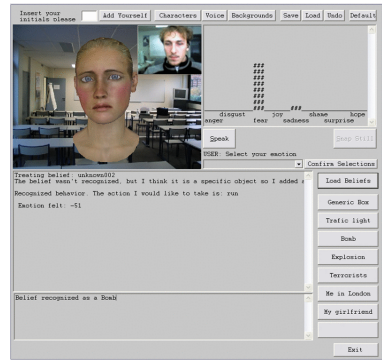 Insert your
initials please
Add Yourself
Characters
Voice
Backgrounds
Save
Load
Undo
Default
###
###
###
###
###
###
###
### ###
disgust joy shame hope
anger fear sadness surprise
Speak
Snap Still
USER: Select your emotion
Confirm Selections
Treating belief: unknown002
The belief wasn't recognized, but I think it is a specific object so I added
Recognized behavior. The action I would like to take is: run
Emotion felt: -51
Load Beliefs
Generic Box
Trafic light
Bomb
Explosion
Terrorists
Me in London
My girlfriend
Belief recognized as a Bomb
Exit